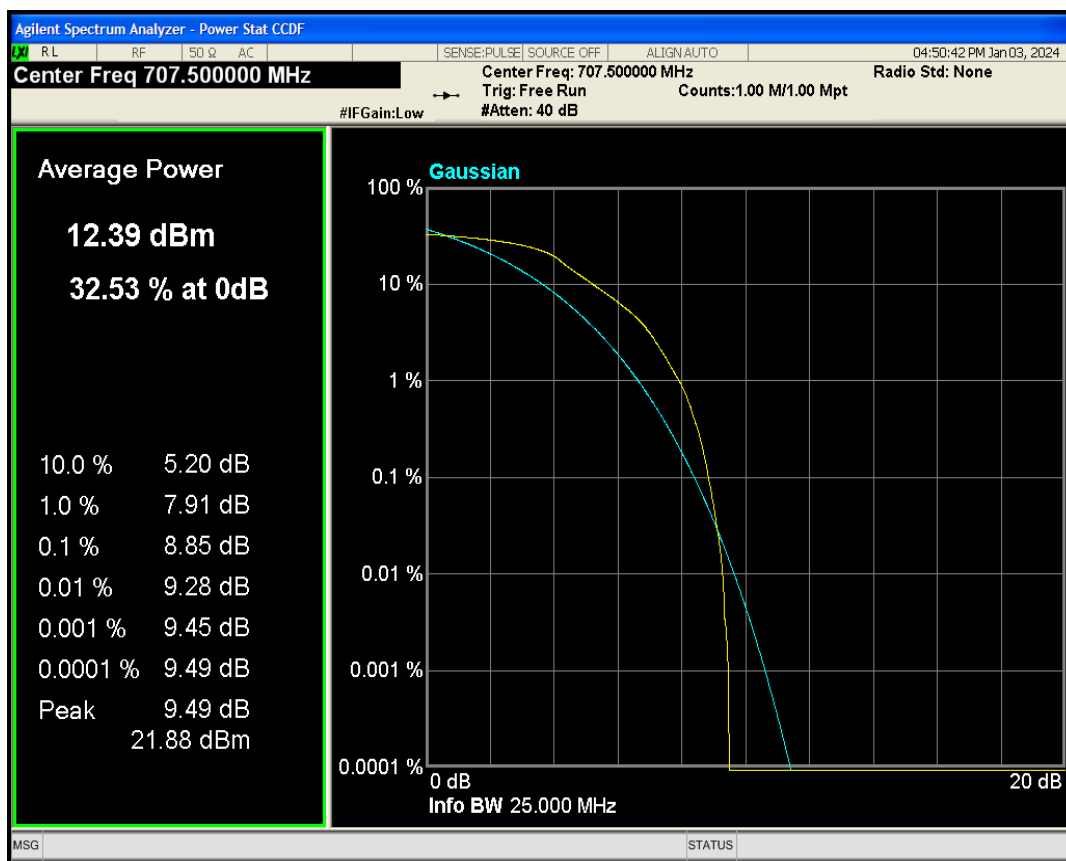 Agilent Spectrum Analyzer - Power Stat CCDF
LXI RL RF 50 Ω AC SENSE:PULSE SOURCE OFF ALIGN AUTO 04:50:42 PM Jan 03, 2024
Center Freq 707.500000 MHz
Center Freq: 707.500000 MHz Radio Std: None
Trig: Free Run Counts:1.00 M/1.00 Mpt
#IFGain:Low #Atten: 40 dB
Average Power
12.39 dBm
32.53 % at 0dB
10.0 % 5.20 dB
1.0 % 7.91 dB
0.1 % 8.85 dB
0.01 % 9.28 dB
0.001 % 9.45 dB
0.0001 % 9.49 dB
Peak 9.49 dB
21.88 dBm
Gaussian
100 %
10 %
1 %
0.1 %
0.01 %
0.001 %
0.0001 %
0 dB 20 dB
Info BW 25.000 MHz
MSG STATUS